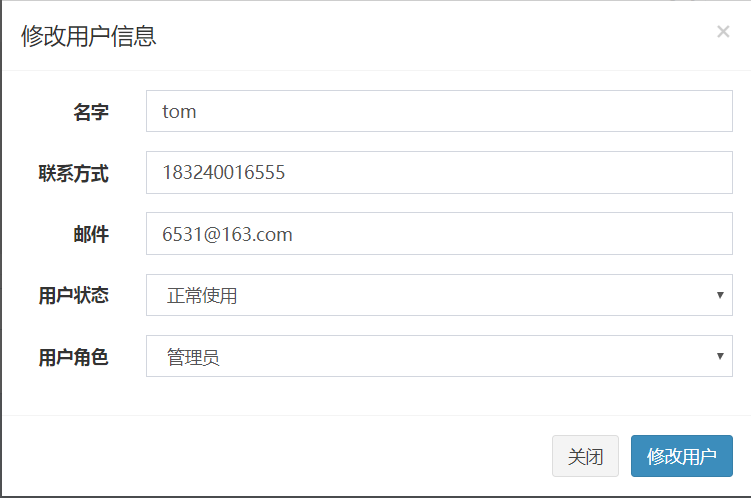 修改用户信息 ×
名字 tom
联系方式 183240016555
邮件 6531@163.com
用户状态 正常使用
用户角色 管理员
关闭 修改用户